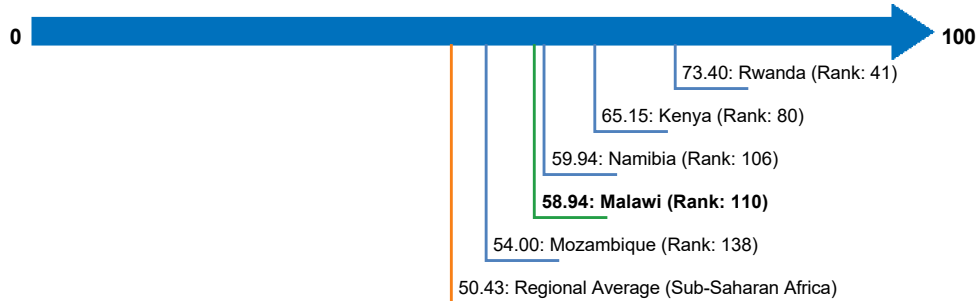 0
100
73.40: Rwanda (Rank: 41)
65.15: Kenya (Rank: 80)
59.94: Namibia (Rank: 106)
58.94: Malawi (Rank: 110)
54.00: Mozambique (Rank: 138)
50.43: Regional Average (Sub-Saharan Africa)